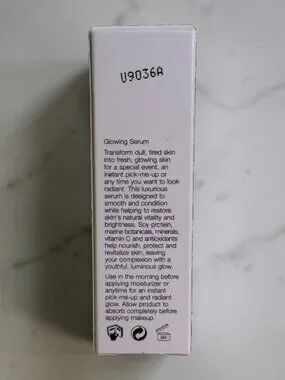 U9036A
Glowing Serum
Transform dull, tired skin
into fresh, glowing skin
for a special event, an
instant pick-me-up or
any time you want to look
radiant. This luxurious
serum is designed to
smooth and condition
while helping to restore
skin's natural vitality and
brightness. Soy protein,
marine botanicals, minerals,
vitamin C and antioxidants
help nourish, protect and
revitalize skin, leaving
your complexion with a
youthful, luminous glow.
Use in the morning before
applying moisturizer or
anytime for an instant
pick-me-up and radiant
glow. Allow product to
absorb completely before
applying makeup.